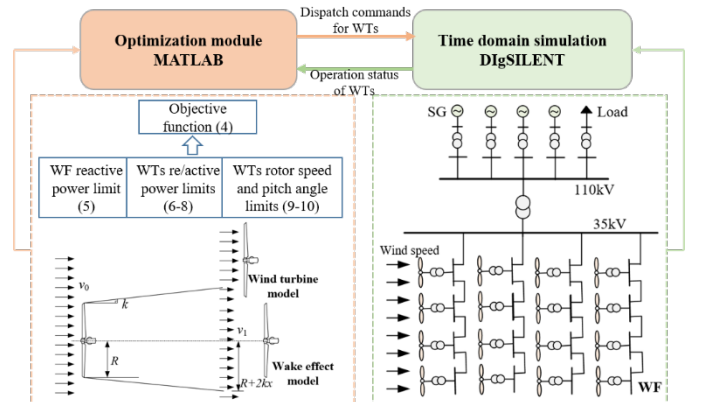 Optimization module
MATLAB
Dispatch commands
for WTs
Operation status
of WTs
Time domain simulation
DIgSILENT
Objective
function (4)
WF reactive
power limit
(5)
WTs re/active
power limits
(6-8)
WTs rotor speed
and pitch angle
limits (9-10)
v0
k
R
Wind turbine
model
v1
Wake effect
model
R+2kx
SG
Load
110kV
35kV
Wind speed
WF